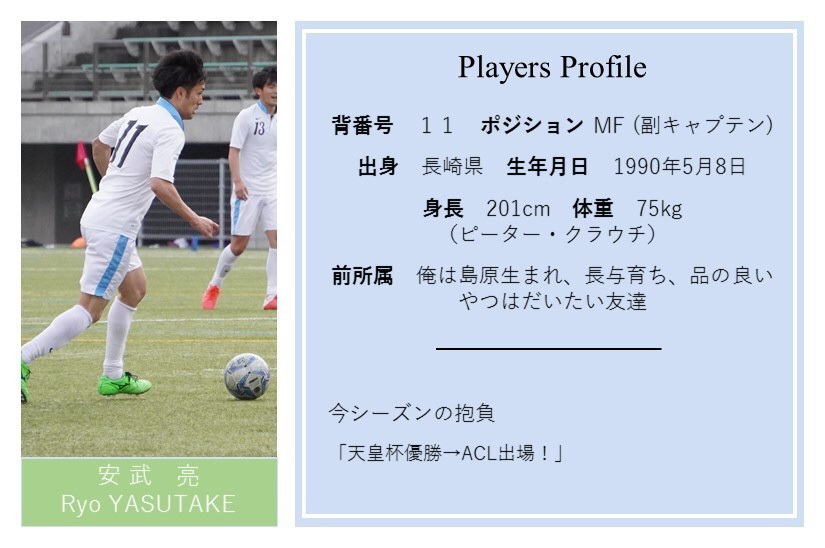 11
13
安武 亮
Ryo YASUTAKE
Players Profile
背番号 １１ ポジション MF (副キャプテン)
出身 長崎県 生年月日 1990年5月8日
身長 201cm 体重 75kg
（ピーター・クラウチ）
前所属 俺は島原生まれ、長与育ち、品の良い
やつはだいたい友達
今シーズンの抱負
「天皇杯優勝→ACL出場！」